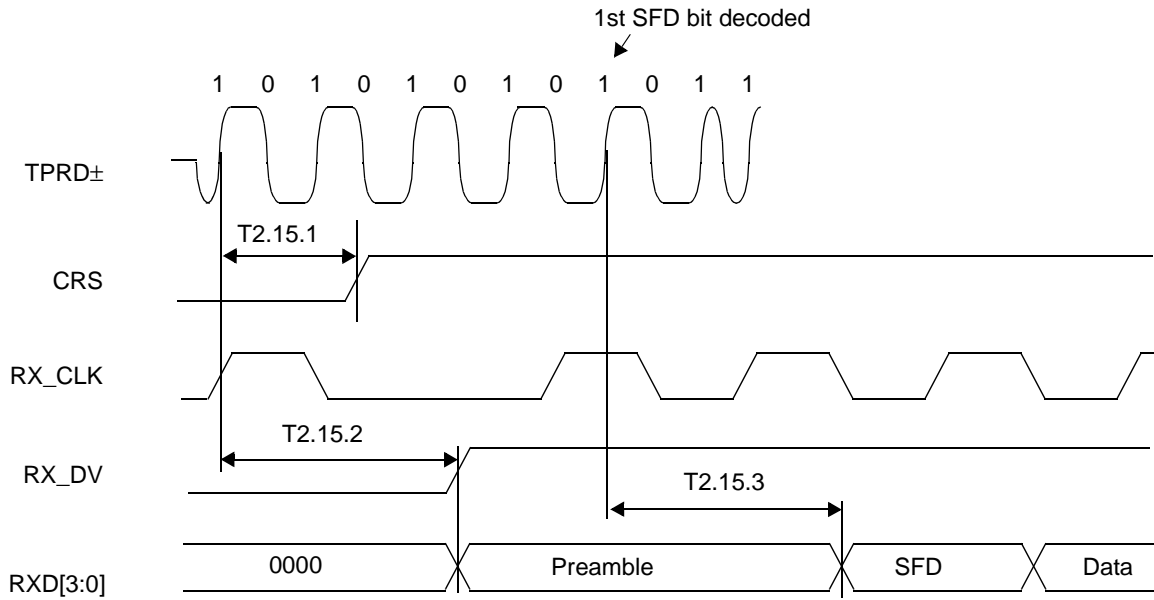 1st SFD bit decoded
1 0 1 0 1 0 1 0 1 0 1 1
TPRD±
T2.15.1
CRS
RX_CLK
T2.15.2
RX_DV
T2.15.3
0000 Preamble SFD Data
RXD[3:0]